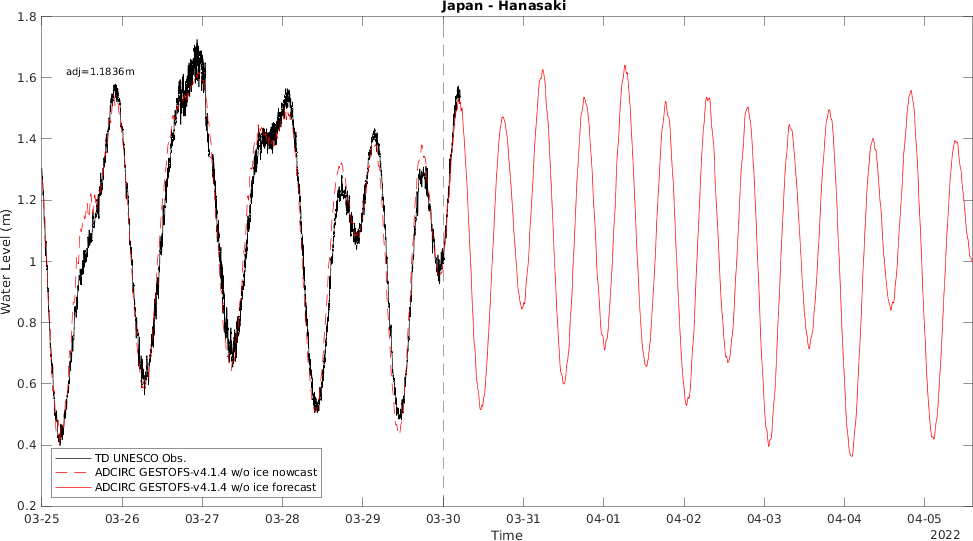 Japan - Hanasaki
1.8
1.6
1.4
1.2
1
0.8
0.6
0.4
0.2
Water Level (m)
adj=1.1836m
TD UNESCO Obs.
ADCIRC GESTOFS-v4.1.4 w/o ice nowcast
ADCIRC GESTOFS-v4.1.4 w/o ice forecast
03-25 03-26 03-27 03-28 03-29 03-30 03-31 04-01 04-02 04-03 04-04 04-05
Time
2022